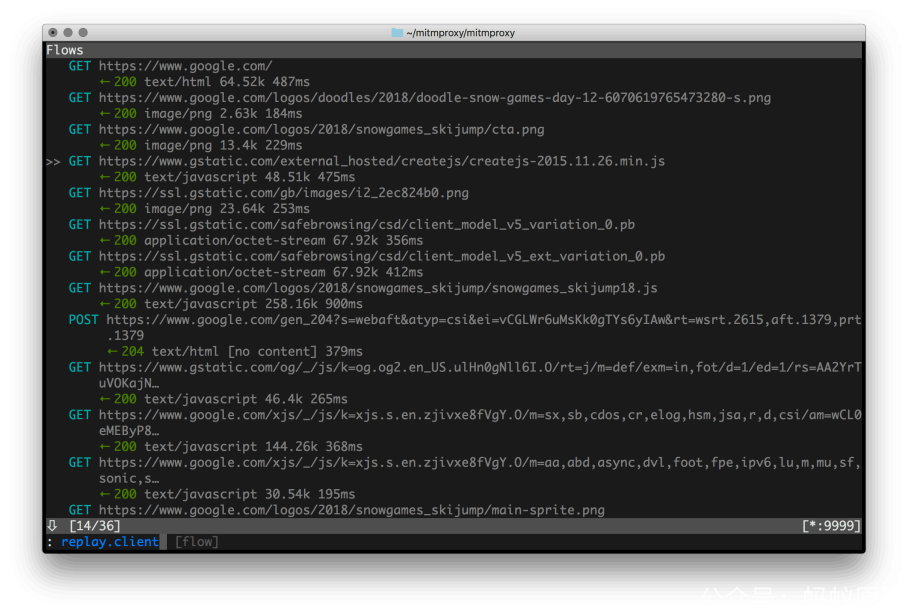 ~/mitmproxy/mitmproxy
Flows
GET https://www.google.com/
← 200 text/html 64.52k 487ms
GET https://www.google.com/logos/doodles/2018/doodle-snow-games-day-12-6070619765473280-s.png
← 200 image/png 2.63k 184ms
GET https://www.google.com/logos/2018/snowgames_skijump/cta.png
← 200 image/png 13.4k 229ms
>> GET https://www.gstatic.com/external_hosted/createjs/createjs-2015.11.26.min.js
← 200 text/javascript 48.51k 475ms
GET https://ssl.gstatic.com/gb/images/i2_2ec824b0.png
← 200 image/png 23.64k 253ms
GET https://ssl.gstatic.com/safebrowsing/csd/client_model_v5_variation_0.pb
← 200 application/octet-stream 67.92k 356ms
GET https://ssl.gstatic.com/safebrowsing/csd/client_model_v5_ext_variation_0.pb
← 200 application/octet-stream 67.92k 412ms
GET https://www.google.com/logos/2018/snowgames_skijump/snowgames_skijump18.js
← 200 text/javascript 258.16k 900ms
POST https://www.google.com/gen_204?s=webaft&atyp=csi&ei=vCGLWr6uMsKk0gTYs6yIAw&rt=wsrt.2615,aft.1379,prt
.1379
← 204 text/html [no content] 379ms
GET https://www.gstatic.com/og/_/js/k=og.og2.en_US.ulHn0gNll6I.O/rt=j/m=def/exm=in,fot/d=1/ed=1/rs=AA2YrT
uVOKajN…
← 200 text/javascript 46.4k 265ms
GET https://www.google.com/xjs/_/js/k=xjs.s.en.zjivxe8fVgY.O/m=sx,sb,cdos,cr,elog,hsm,jsa,r,d,csi/am=wCL0
eMEByP8…
← 200 text/javascript 144.26k 368ms
GET https://www.google.com/xjs/_/js/k=xjs.s.en.zjivxe8fVgY.O/m=aa,abd,async,dvl,foot,fpe,ipv6,lu,m,mu,sf,
sonic,s…
← 200 text/javascript 30.54k 195ms
GET https://www.google.com/logos/2018/snowgames_skijump/main-sprite.png
⇩ [14/36] [*:9999]
: replay.client [flow]